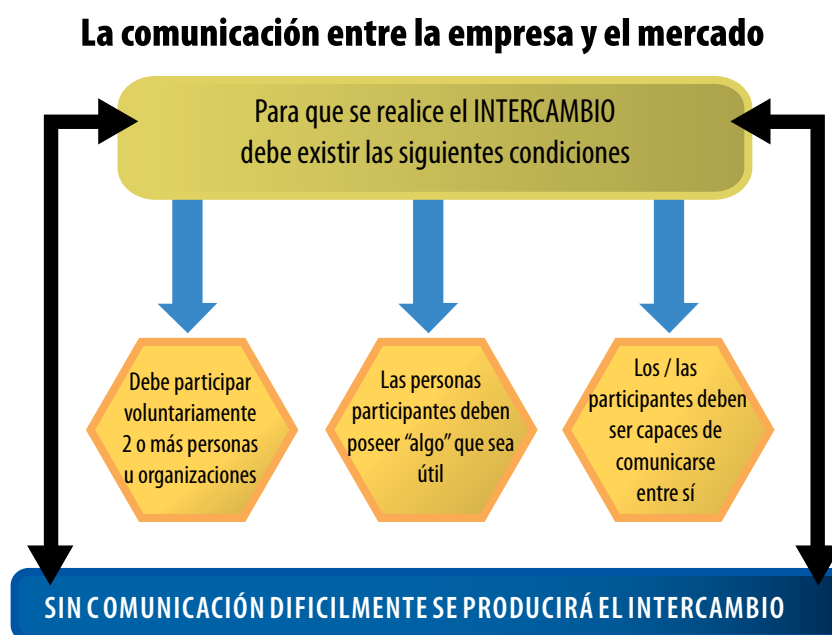 La comunicación entre la empresa y el mercado
Para que se realice el INTERCAMBIO
debe existir las siguientes condiciones
Debe participar
voluntariamente
2 o más personas
u organizaciones
Las personas
participantes deben
poseer “algo” que sea
útil
Los / las
participantes deben
ser capaces de
comunicarse
entre sí
SIN COMUNICACIÓN DIFICILMENTE SE PRODUCIRÁ EL INTERCAMBIO